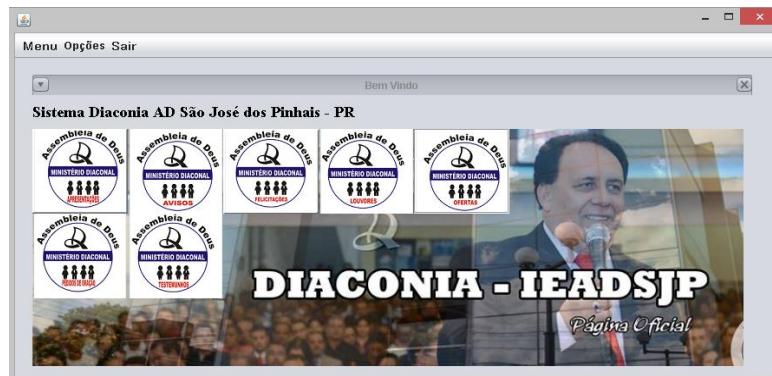 Menu Opções Sair
Bem Vindo
Sistema Diaconia AD São José dos Pinhais - PR
Assembleia de Deus
MINISTÉRIO DIACONAL
APRESENTAÇÕES
Assembleia de Deus
MINISTÉRIO DIACONAL
AVISOS
Assembleia de Deus
MINISTÉRIO DIACONAL
FELICITAÇÕES
Assembleia de Deus
MINISTÉRIO DIACONAL
LOUVORES
Assembleia de Deus
MINISTÉRIO DIACONAL
OFERTAS
Assembleia de Deus
MINISTÉRIO DIACONAL
PEDIDOS DE ORAÇÃO
Assembleia de Deus
MINISTÉRIO DIACONAL
TESTEMUNHOS
DIACONIA - IEADSJP
Página Oficial